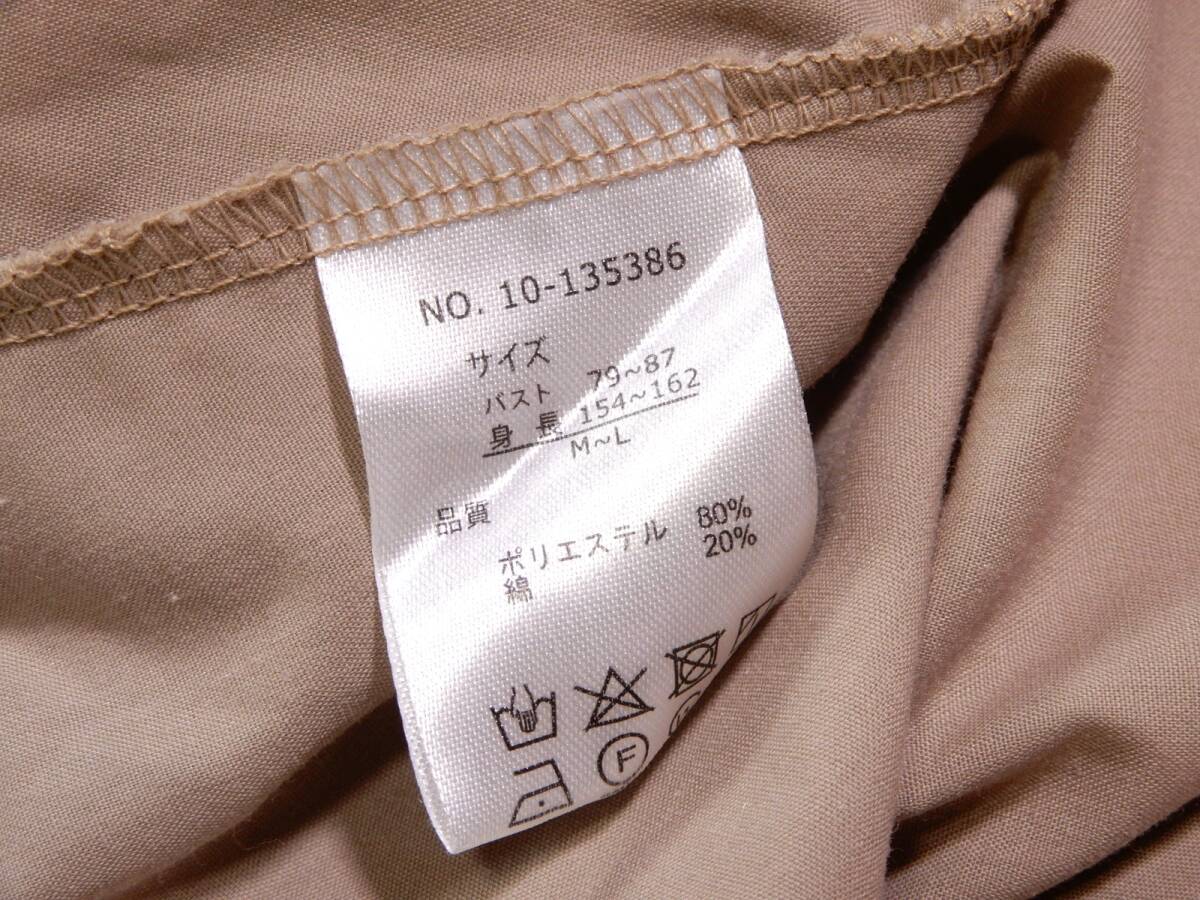 NO. 10-135386
サイズ
バスト 79~87
身 長 154~162
M~L
品質
ポリエステル 80%
綿 20%
F